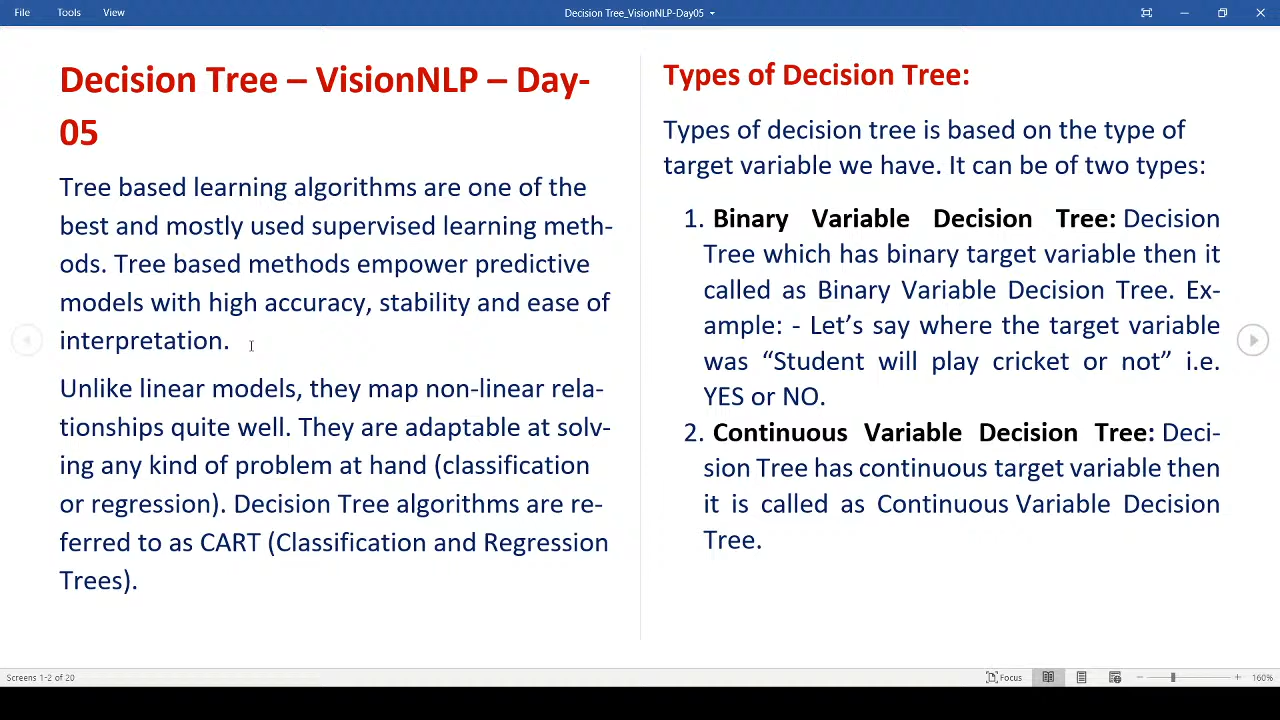 File Tools View Decision Tree_VisionNLP-Day05
Decision Tree – VisionNLP – Day-
05
Tree based learning algorithms are one of the
best and mostly used supervised learning meth-
ods. Tree based methods empower predictive
models with high accuracy, stability and ease of
interpretation.
Unlike linear models, they map non-linear rela-
tionships quite well. They are adaptable at solv-
ing any kind of problem at hand (classification
or regression). Decision Tree algorithms are re-
ferred to as CART (Classification and Regression
Trees).
Types of Decision Tree:
Types of decision tree is based on the type of
target variable we have. It can be of two types:
1. Binary Variable Decision Tree: Decision
Tree which has binary target variable then it
called as Binary Variable Decision Tree. Ex-
ample: - Let’s say where the target variable
was “Student will play cricket or not” i.e.
YES or NO.
2. Continuous Variable Decision Tree: Deci-
sion Tree has continuous target variable then
it is called as Continuous Variable Decision
Tree.
Screens 1-2 of 20 Focus 160%